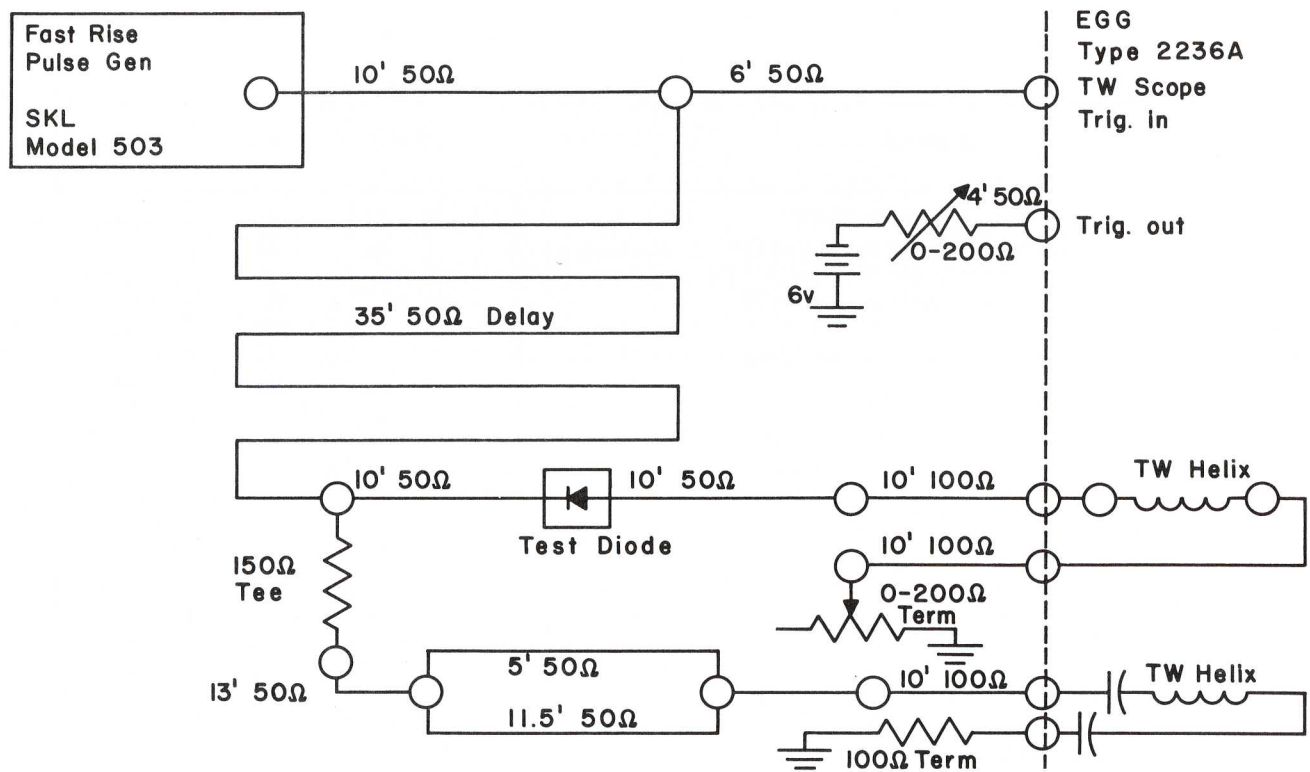 Fast Rise
Pulse Gen
SKL
Model 503
10' 50Ω
6' 50Ω
EGG
Type 2236A
TW Scope
Trig. in
4' 50Ω
0-200Ω
6v
Trig. out
35' 50Ω Delay
10' 50Ω
Test Diode
10' 50Ω
10' 100Ω
TW Helix
150Ω
Tee
10' 100Ω
0-200Ω
Term
13' 50Ω
5' 50Ω
11.5' 50Ω
10' 100Ω
TW Helix
100Ω Term